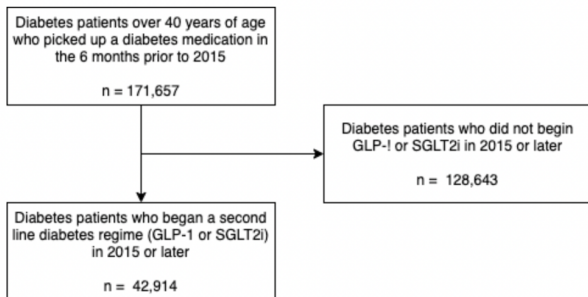 Diabetes patients over 40 years of age
who picked up a diabetes medication in
the 6 months prior to 2015
n = 171,657
Diabetes patients who did not begin
GLP-! or SGLT2i in 2015 or later
n = 128,643
Diabetes patients who began a second
line diabetes regime (GLP-1 or SGLT2i)
in 2015 or later
n = 42,914